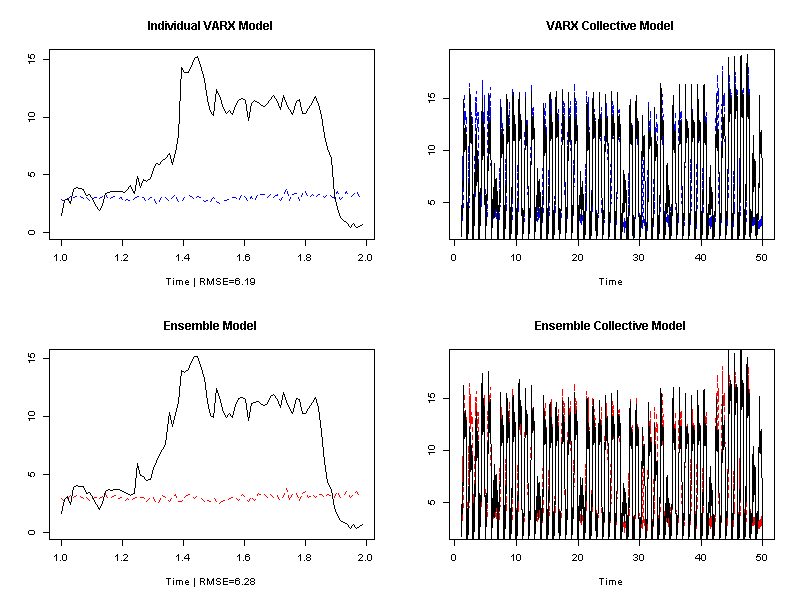 Individual VARX Model
15
10
5
0
1.0 1.2 1.4 1.6 1.8 2.0
Time | RMSE=6.19
VARX Collective Model
15
10
5
0 10 20 30 40 50
Time
Ensemble Model
15
10
5
0
1.0 1.2 1.4 1.6 1.8 2.0
Time | RMSE=6.28
Ensemble Collective Model
15
10
5
0 10 20 30 40 50
Time